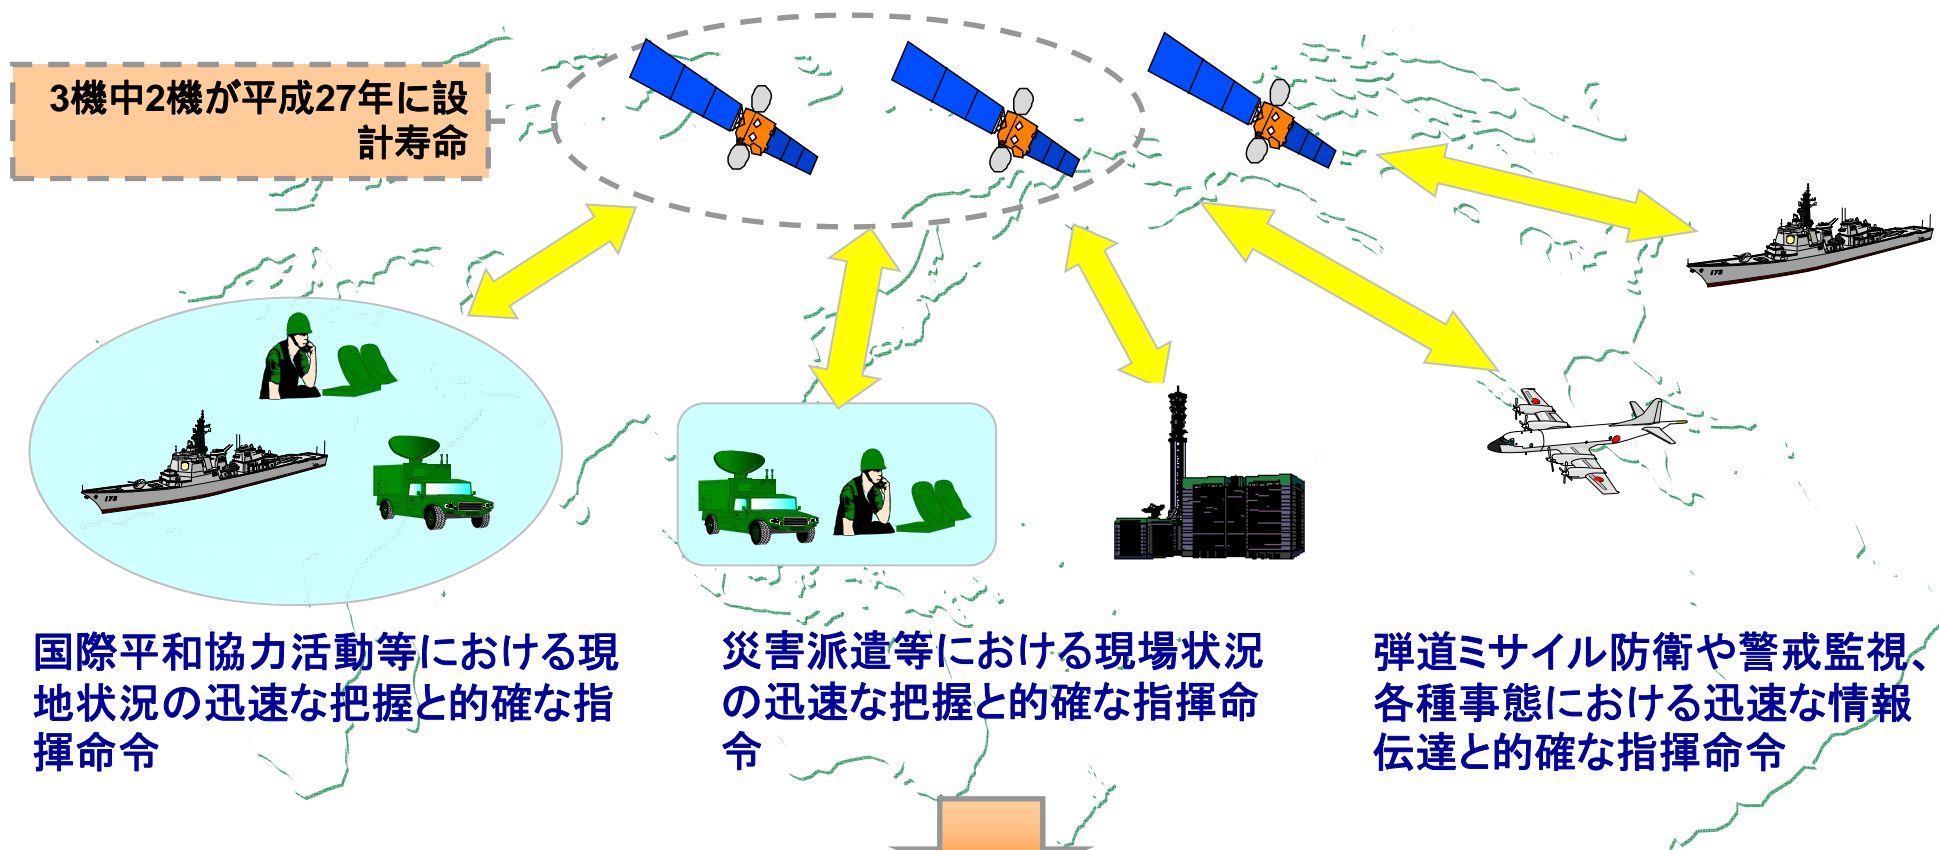 3機中2機が平成27年に設
計寿命
173
173
国際平和協力活動等における現
地状況の迅速な把握と的確な指
揮命令
災害派遣等における現場状況
の迅速な把握と的確な指揮命
令
弾道ミサイル防衛や警戒監視、
各種事態における迅速な情報
伝達と的確な指揮命令